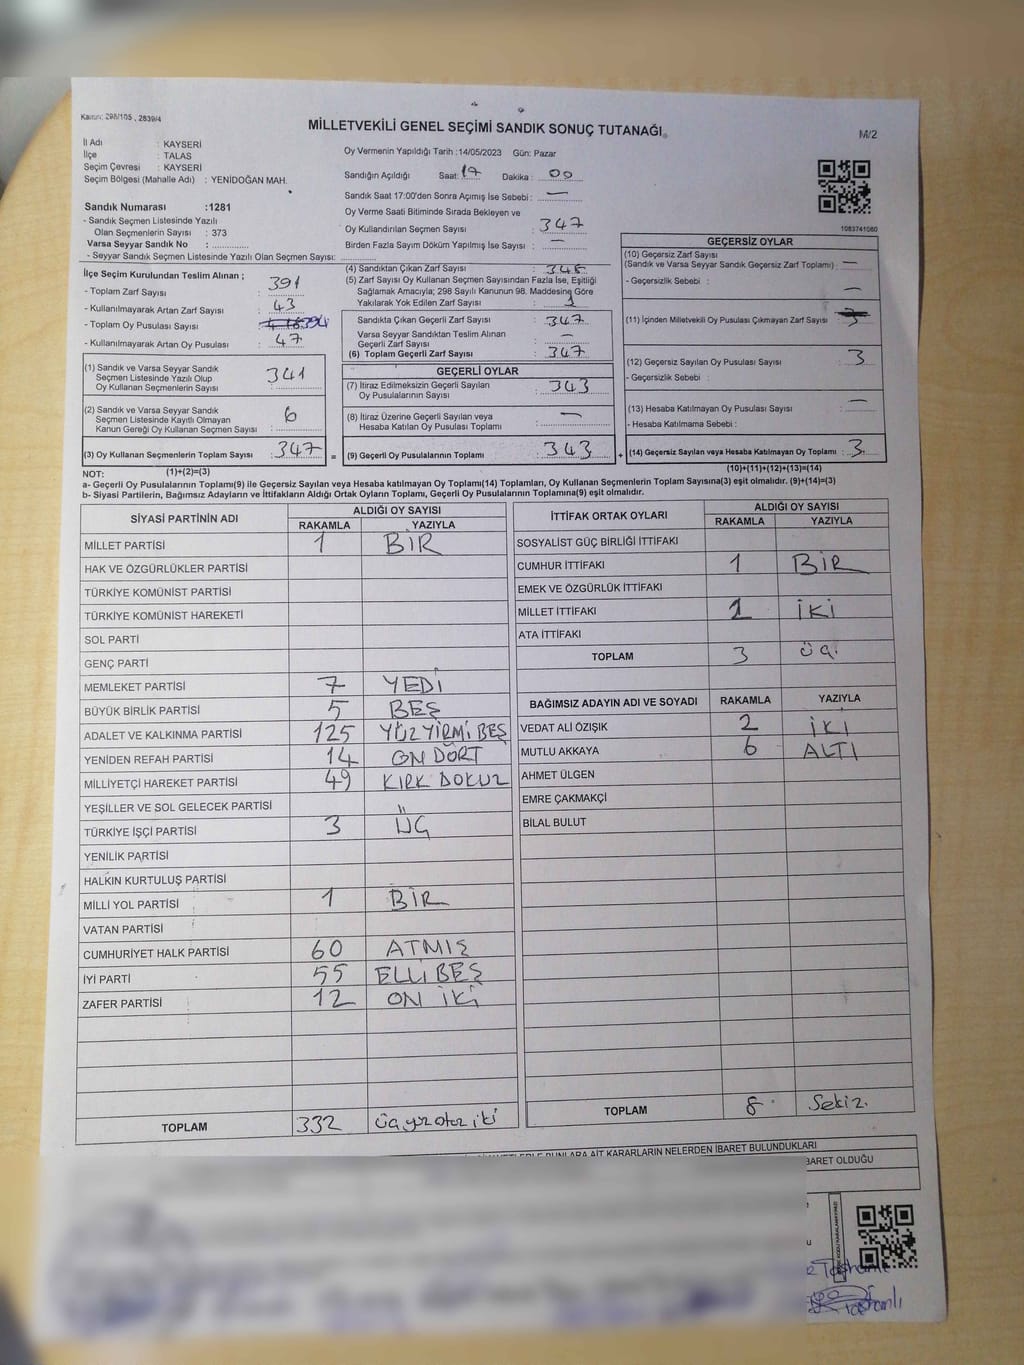 Kanun: 298/105 , 2839/4
MİLLETVEKİLİ GENEL SEÇİMİ SANDIK SONUÇ TUTANAĞI
M/2
İl Adı : KAYSERİ
İlçe : TALAS
Seçim Çevresi : KAYSERİ
Seçim Bölgesi (Mahalle Adı) : YENİDOĞAN MAH.
Sandık Numarası :1281
- Sandık Seçmen Listesinde Yazılı
Olan Seçmenlerin Sayısı : 373
Varsa Seyyar Sandık No : ..............
- Seyyar Sandık Seçmen Listesinde Yazılı Olan Seçmen Sayısı: ..............
Oy Vermenin Yapıldığı Tarih :14/05/2023 Gün: Pazar
Sandığın Açıldığı Saat: 17 Dakika : 00
Sandık Saat 17:00'den Sonra Açımış İse Sebebi : —
Oy Verme Saati Bitiminde Sırada Bekleyen ve
Oy Kullandırılan Seçmen Sayısı : 347
Birden Fazla Sayım Döküm Yapılmış İse Sayısı : —
1083741060
İlçe Seçim Kurulundan Teslim Alınan ;
- Toplam Zarf Sayısı : 391
- Kullanılmayarak Artan Zarf Sayısı : 43
- Toplam Oy Pusulası Sayısı : 394
- Kullanılmayarak Artan Oy Pusulası : 47
(1) Sandık ve Varsa Seyyar Sandık
Seçmen Listesinde Yazılı Olup
Oy Kullanan Seçmenlerin Sayısı : 341
(2) Sandık ve Varsa Seyyar Sandık
Seçmen Listesinde Kayıtlı Olmayan
Kanun Gereği Oy Kullanan Seçmen Sayısı : 6
(3) Oy Kullanan Seçmenlerin Toplam Sayısı : 347 =
(4) Sandıktan Çıkan Zarf Sayısı : 348
(5) Zarf Sayısı Oy Kullanan Seçmen Sayısından Fazla İse, Eşitliği
Sağlamak Amacıyla; 298 Sayılı Kanunun 98. Maddesine Göre
Yakılarak Yok Edilen Zarf Sayısı : 1
Sandıkta Çıkan Geçerli Zarf Sayısı : 347
Varsa Seyyar Sandıktan Teslim Alınan
Geçerli Zarf Sayısı : —
(6) Toplam Geçerli Zarf Sayısı : 347
GEÇERLİ OYLAR
(7) İtiraz Edilmeksizin Geçerli Sayılan
Oy Pusulalarının Sayısı : 343
(8) İtiraz Üzerine Geçerli Sayılan veya
Hesaba Katılan Oy Pusulası Toplamı : —
(9) Geçerli Oy Pusulalarının Toplamı : 343 +
GEÇERSİZ OYLAR
(10) Geçersiz Zarf Sayısı
(Sandık ve Varsa Seyyar Sandık Geçersiz Zarf Toplamı) : —
- Geçersizlik Sebebi ; —
(11) İçinden Milletvekili Oy Pusulası Çıkmayan Zarf Sayısı : 3
(12) Geçersiz Sayılan Oy Pusulası Sayısı : 3
- Geçersizlik Sebebi :
(13) Hesaba Katılmayan Oy Pusulası Sayısı : —
- Hesaba Katılmama Sebebi :
(14) Geçersiz Sayılan veya Hesaba Katılmayan Oy Toplamı : 3
NOT: (1)+(2)=(3)
(10)+(11)+(12)+(13)=(14)
a- Geçerli Oy Pusulalarının Toplamı(9) ile Geçersiz Sayılan veya Hesaba katılmayan Oy Toplamı(14) Toplamları, Oy Kullanan Seçmenlerin Toplam Sayısına(3) eşit olmalıdır. (9)+(14)=(3)
b- Siyasi Partilerin, Bağımsız Adayların ve İttifakların Aldığı Ortak Oyların Toplamı, Geçerli Oy Pusulalarının Toplamına(9) eşit olmalıdır.
SİYASİ PARTİNİN ADI ALDIĞI OY SAYISI
RAKAMLA YAZIYLA
MİLLET PARTİSİ 1 BİR
HAK VE ÖZGÜRLÜKLER PARTİSİ
TÜRKİYE KOMÜNİST PARTİSİ
TÜRKİYE KOMÜNİST HAREKETİ
SOL PARTİ
GENÇ PARTİ
MEMLEKET PARTİSİ 7 YEDİ
BÜYÜK BİRLİK PARTİSİ 5 BEŞ
ADALET VE KALKINMA PARTİSİ 125 YÜZ YİRMİ BEŞ
YENİDEN REFAH PARTİSİ 14 ON DÖRT
MİLLİYETÇİ HAREKET PARTİSİ 49 KIRK DOKUZ
YEŞİLLER VE SOL GELECEK PARTİSİ
TÜRKİYE İŞÇİ PARTİSİ 3 ÜÇ
YENİLİK PARTİSİ
HALKIN KURTULUŞ PARTİSİ
MİLLİ YOL PARTİSİ 1 BİR
VATAN PARTİSİ
CUMHURİYET HALK PARTİSİ 60 ATMIŞ
İYİ PARTİ 55 ELLİ BEŞ
ZAFER PARTİSİ 12 ON İKİ
TOPLAM 332 üç yüz otuz iki
İTTİFAK ORTAK OYLARI ALDIĞI OY SAYISI
RAKAMLA YAZIYLA
SOSYALİST GÜÇ BİRLİĞİ İTTİFAKI
CUMHUR İTTİFAKI 1 BİR
EMEK VE ÖZGÜRLÜK İTTİFAKI
MİLLET İTTİFAKI 2 İKİ
ATA İTTİFAKI
TOPLAM 3 üç
BAĞIMSIZ ADAYIN ADI VE SOYADI RAKAMLA YAZIYLA
VEDAT ALİ ÖZIŞIK 2 İKİ
MUTLU AKKAYA 6 ALTI
AHMET ÜLGEN
EMRE ÇAKMAKÇİ
BİLAL BULUT
TOPLAM 8 Sekiz
BUNLARA AİT KARARLARIN NELERDEN İBARET BULUNDUKLARI
İBARET OLDUĞU